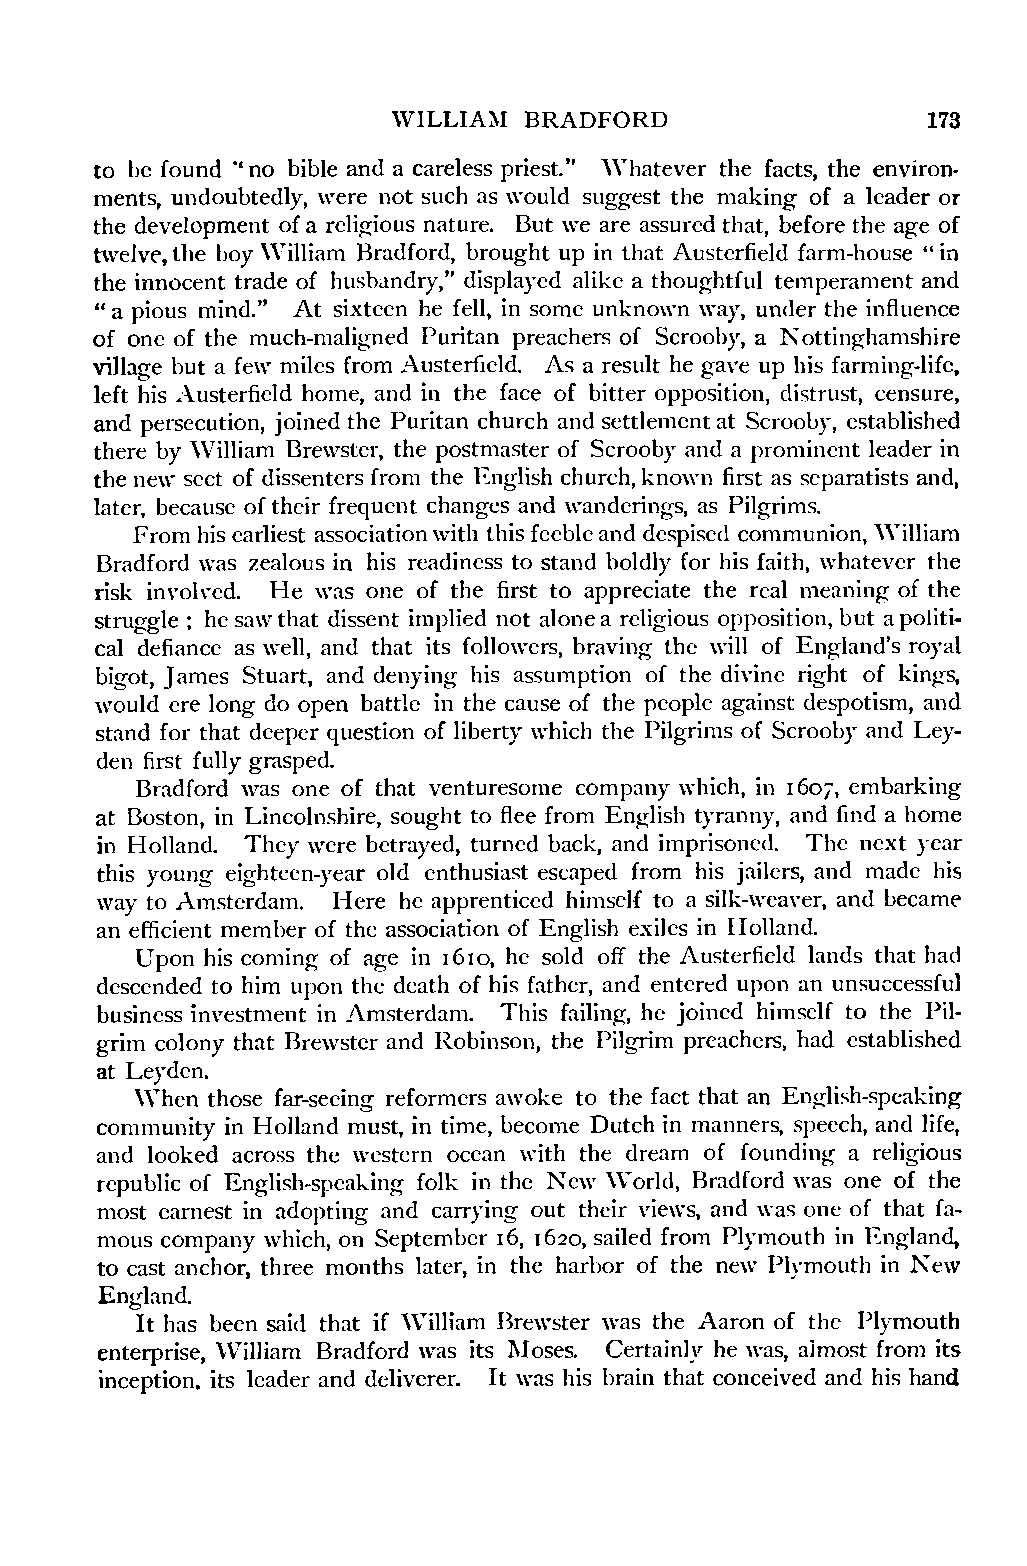 WILLIAM BRADFORD 173
to be found "no bible and a careless priest." Whatever the facts, the environ-
ments, undoubtedly, were not such as would suggest the making of a leader or
the development of a religious nature. But we are assured that, before the age of
twelve, the boy William Bradford, brought up in that Austerfield farm-house "in
the innocent trade of husbandry," displayed alike a thoughtful temperament and
"a pious mind." At sixteen he fell, in some unknown way, under the influence
of one of the much-maligned Puritan preachers of Scrooby, a Nottinghamshire
village but a few miles from Austerfield. As a result he gave up his farming-life,
left his Austerfield home, and in the face of bitter opposition, distrust, censure,
and persecution, joined the Puritan church and settlement at Scrooby, established
there by William Brewster, the postmaster of Scrooby and a prominent leader in
the new sect of dissenters from the English church, known first as separatists and,
later, because of their frequent changes and wanderings, as Pilgrims.
From his earliest association with this feeble and despised communion, William
Bradford was zealous in his readiness to stand boldly for his faith, whatever the
risk involved. He was one of the first to appreciate the real meaning of the
struggle ; he saw that dissent implied not alone a religious opposition, but a politi-
cal defiance as well, and that its followers, braving the will of England's royal
bigot, James Stuart, and denying his assumption of the divine right of kings,
would ere long do open battle in the cause of the people against despotism, and
stand for that deeper question of liberty which the Pilgrims of Scrooby and Ley-
den first fully grasped.
Bradford was one of that venturesome company which, in 1607, embarking
at Boston, in Lincolnshire, sought to flee from English tyranny, and find a home
in Holland. They were betrayed, turned back, and imprisoned. The next year
this young eighteen-year old enthusiast escaped from his jailers, and made his
way to Amsterdam. Here he apprenticed himself to a silk-weaver, and became
an efficient member of the association of English exiles in Holland.
Upon his coming of age in 1610, he sold off the Austerfield lands that had
descended to him upon the death of his father, and entered upon an unsuccessful
business investment in Amsterdam. This failing, he joined himself to the Pil-
grim colony that Brewster and Robinson, the Pilgrim preachers, had established
at Leyden.
When those far-seeing reformers awoke to the fact that an English-speaking
community in Holland must, in time, become Dutch in manners, speech, and life,
and looked across the western ocean with the dream of founding a religious
republic of English-speaking folk in the New World, Bradford was one of the
most earnest in adopting and carrying out their views, and was one of that fa-
mous company which, on September 16, 1620, sailed from Plymouth in England,
to cast anchor, three months later, in the harbor of the new Plymouth in New
England.
It has been said that if William Brewster was the Aaron of the Plymouth
enterprise, William Bradford was its Moses. Certainly he was, almost from its
inception, its leader and deliverer. It was his brain that conceived and his hand